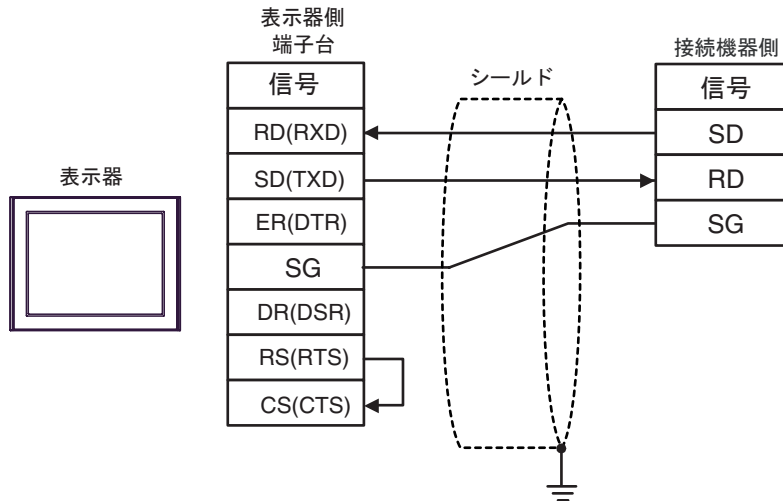 表示器側
端子台
信号
RD(RXD)
SD(TXD)
ER(DTR)
SG
DR(DSR)
RS(RTS)
CS(CTS)
表示器
シールド
接続機器側
信号
SD
RD
SG